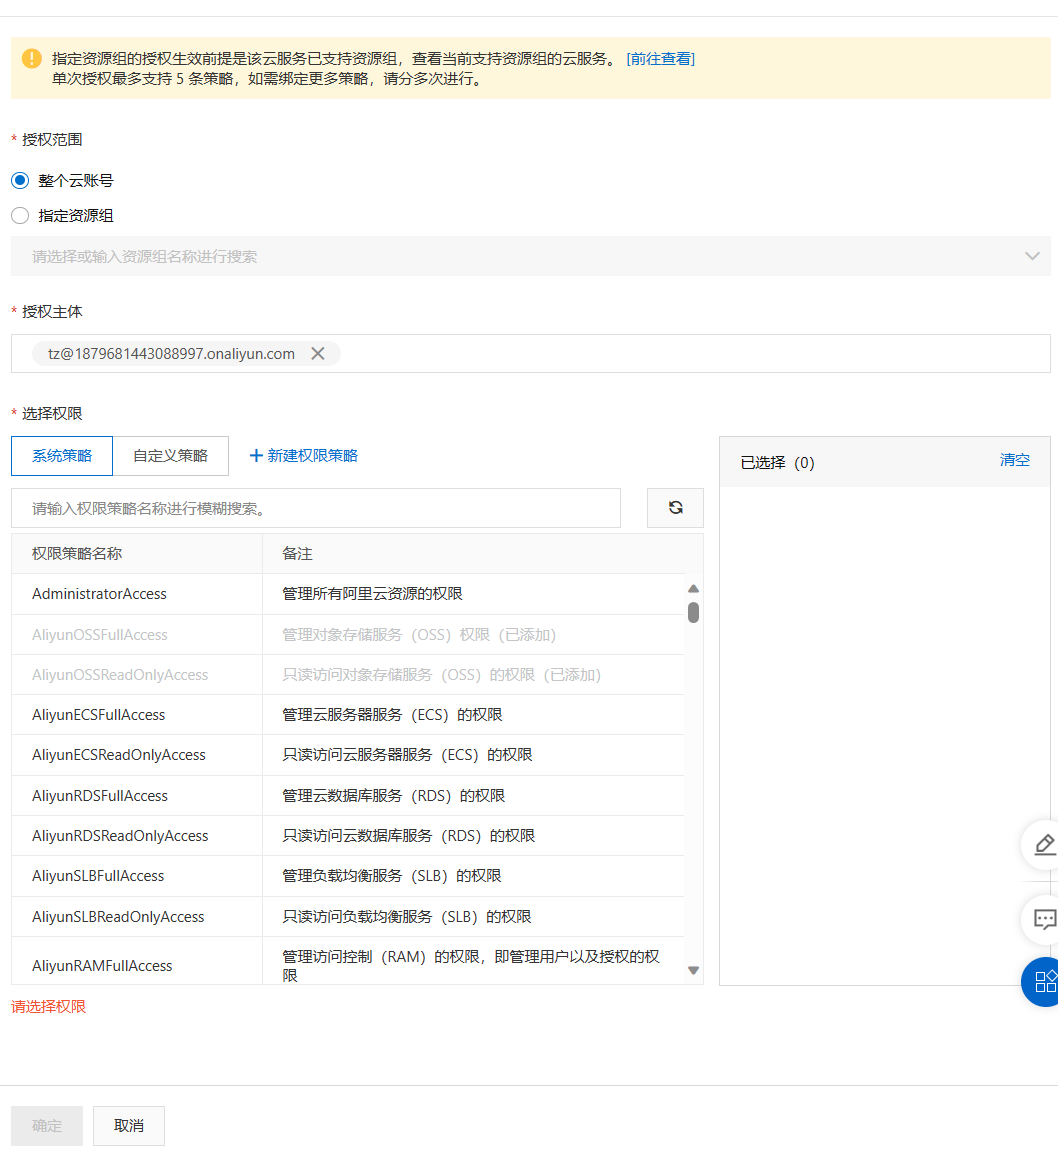 指定资源组的授权生效前提是该云服务已支持资源组，查看当前支持资源组的云服务。 [前往查看]
单次授权最多支持 5 条策略，如需绑定更多策略，请分多次进行。
* 授权范围
整个云账号
指定资源组
请选择或输入资源组名称进行搜索
* 授权主体
tz@1879681443088997.onaliyun.com
* 选择权限
系统策略 自定义策略 + 新建权限策略
已选择（0） 清空
请输入权限策略名称进行模糊搜索。
权限策略名称 备注
AdministratorAccess 管理所有阿里云资源的权限
AliyunOSSFullAccess 管理对象存储服务（OSS）权限（已添加）
AliyunOSSReadOnlyAccess 只读访问对象存储服务（OSS）的权限（已添加）
AliyunECSFullAccess 管理云服务器服务（ECS）的权限
AliyunECSReadOnlyAccess 只读访问云服务器服务（ECS）的权限
AliyunRDSFullAccess 管理云数据库服务（RDS）的权限
AliyunRDSReadOnlyAccess 只读访问云数据库服务（RDS）的权限
AliyunSLBFullAccess 管理负载均衡服务（SLB）的权限
AliyunSLBReadOnlyAccess 只读访问负载均衡服务（SLB）的权限
AliyunRAMFullAccess 管理访问控制（RAM）的权限，即管理用户以及授权的权
限
请选择权限
确定 取消